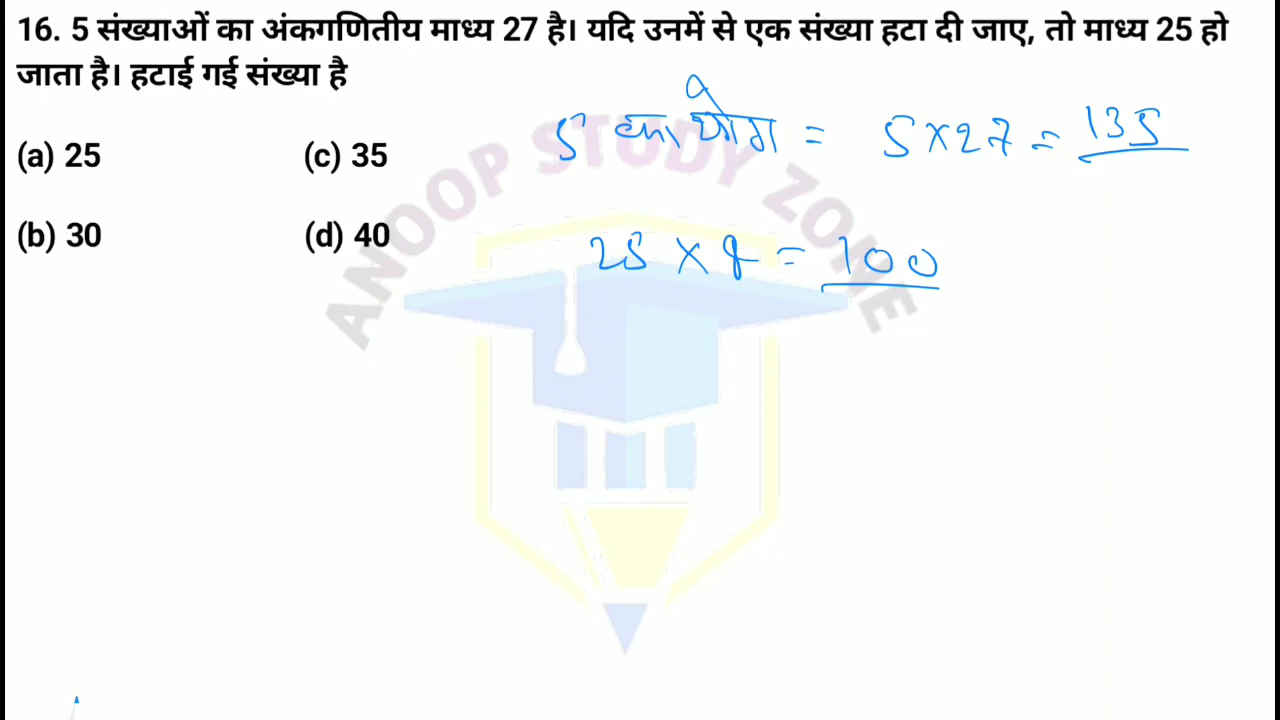 16. 5 संख्याओं का अंकगणितीय माध्य 27 है। यदि उनमें से एक संख्या हटा दी जाए, तो माध्य 25 हो
जाता है। हटाई गई संख्या है
5 का योग = 5 × 27 = 135
(a) 25 (c) 35
25 × 4 = 100
(b) 30 (d) 40
ANOOP STUDY ZONE